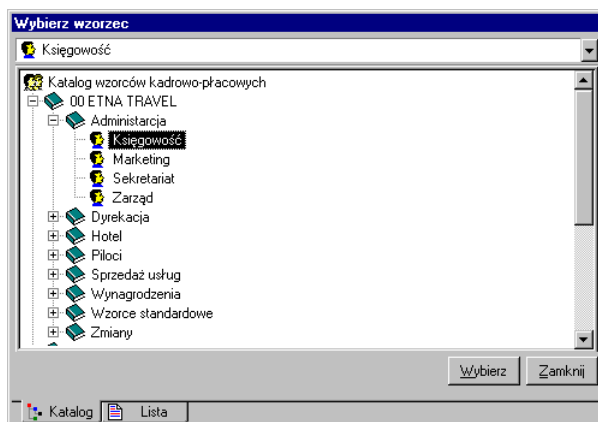 Wybierz wzorzec
Księgowość
Katalog wzorców kadrowo-płacowych
00 ETNA TRAVEL
Administarcja
Księgowość
Marketing
Sekretariat
Zarząd
Dyrekacja
Hotel
Piloci
Sprzedaż usług
Wynagrodzenia
Wzorce standardowe
Zmiany
Wybierz Zamknij
Katalog Lista